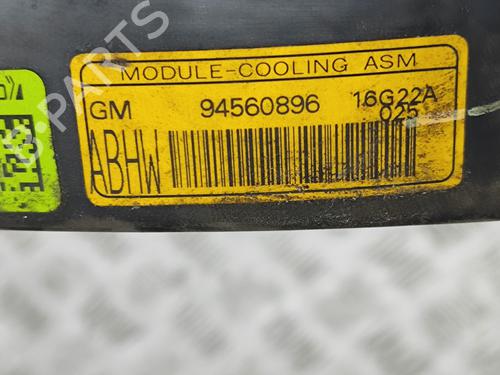 MODULE-COOLING ASM
GM 94560896 16G22A
025
ABHW
B-PARTS